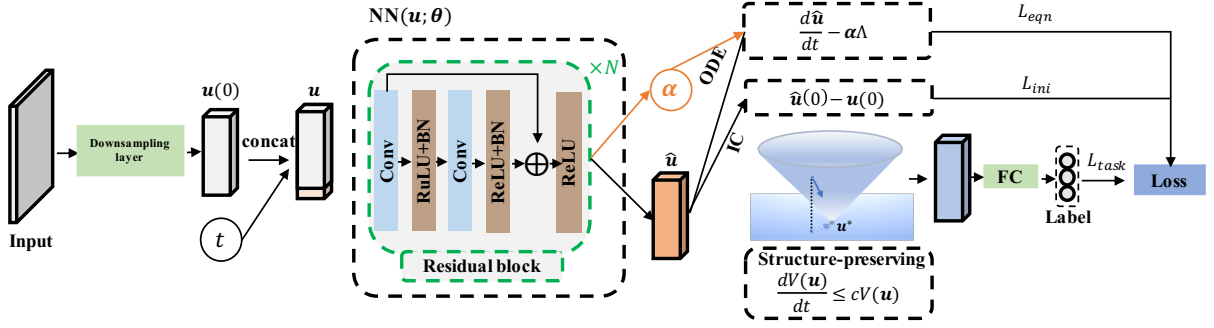 NN(u; θ)
×N
Input
Downsampling
layer
u(0)
concat
t
u
Conv
RuLU+BN
Conv
ReLU+BN
⊕
ReLU
Residual block
α
û
ODE
IC
dû/dt − αΛ
û(0) − u(0)
u*
Structure-preserving
dV(u)/dt ≤ cV(u)
FC
Label
L_eqn
L_ini
L_task
Loss